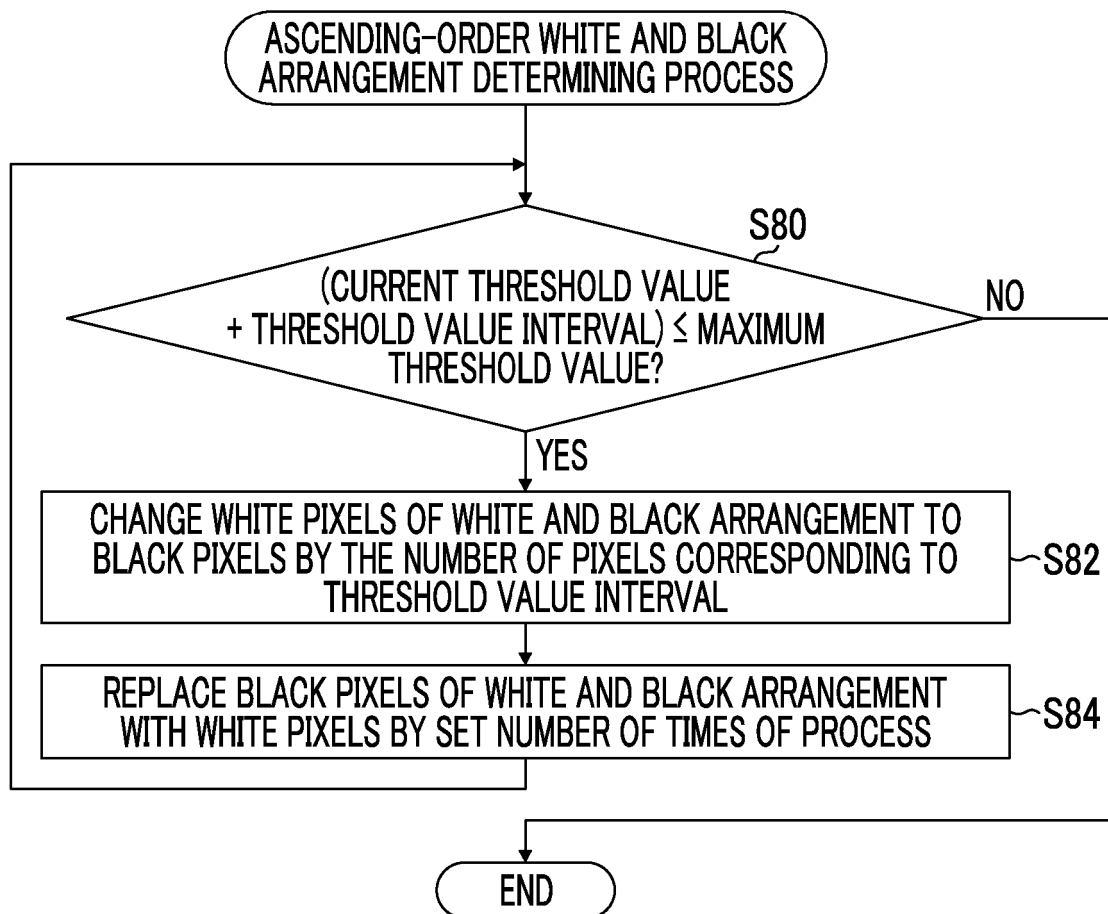 ASCENDING-ORDER WHITE AND BLACK
ARRANGEMENT DETERMINING PROCESS
S80
(CURRENT THRESHOLD VALUE
+ THRESHOLD VALUE INTERVAL) ≤ MAXIMUM
THRESHOLD VALUE?
NO
YES
CHANGE WHITE PIXELS OF WHITE AND BLACK ARRANGEMENT TO
BLACK PIXELS BY THE NUMBER OF PIXELS CORRESPONDING TO
THRESHOLD VALUE INTERVAL
S82
REPLACE BLACK PIXELS OF WHITE AND BLACK ARRANGEMENT
WITH WHITE PIXELS BY SET NUMBER OF TIMES OF PROCESS
S84
END